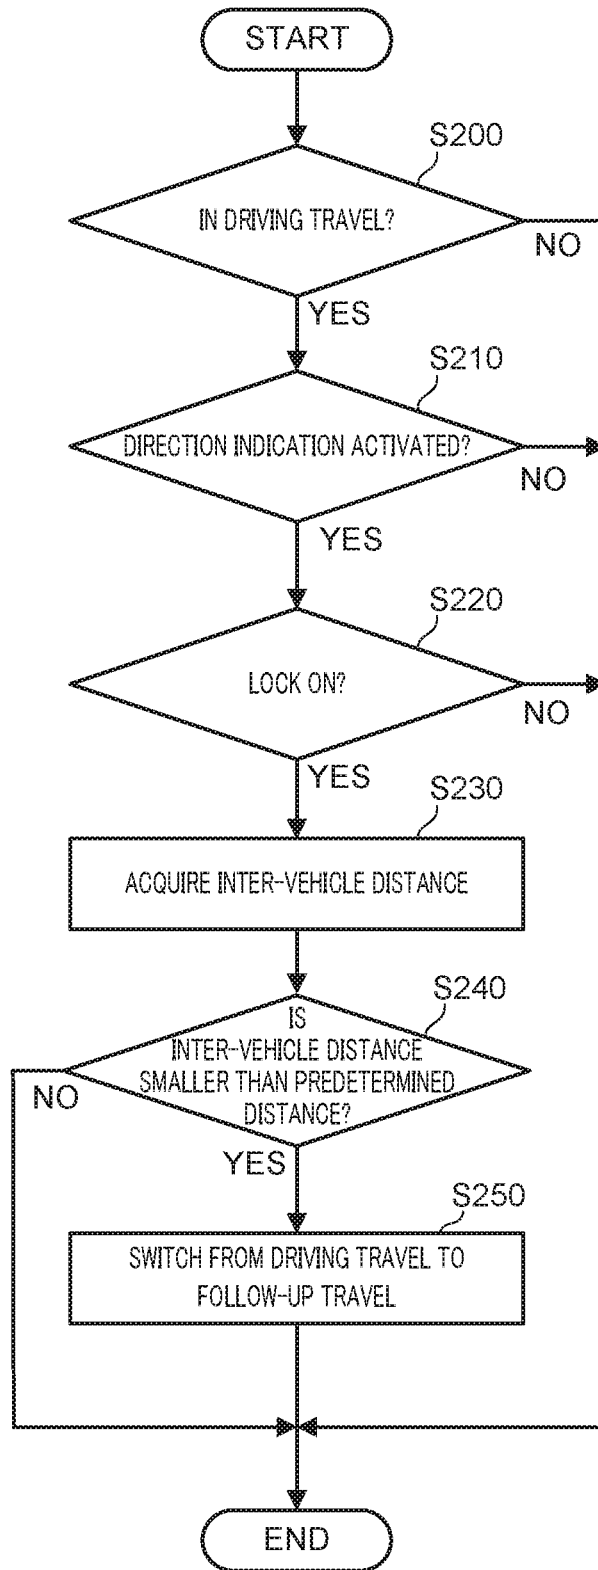 START
S200
IN DRIVING TRAVEL?
NO
YES
S210
DIRECTION INDICATION ACTIVATED?
NO
YES
S220
LOCK ON?
NO
YES
S230
ACQUIRE INTER-VEHICLE DISTANCE
S240
IS
INTER-VEHICLE DISTANCE
SMALLER THAN PREDETERMINED
DISTANCE?
NO
YES
S250
SWITCH FROM DRIVING TRAVEL TO
FOLLOW-UP TRAVEL
END